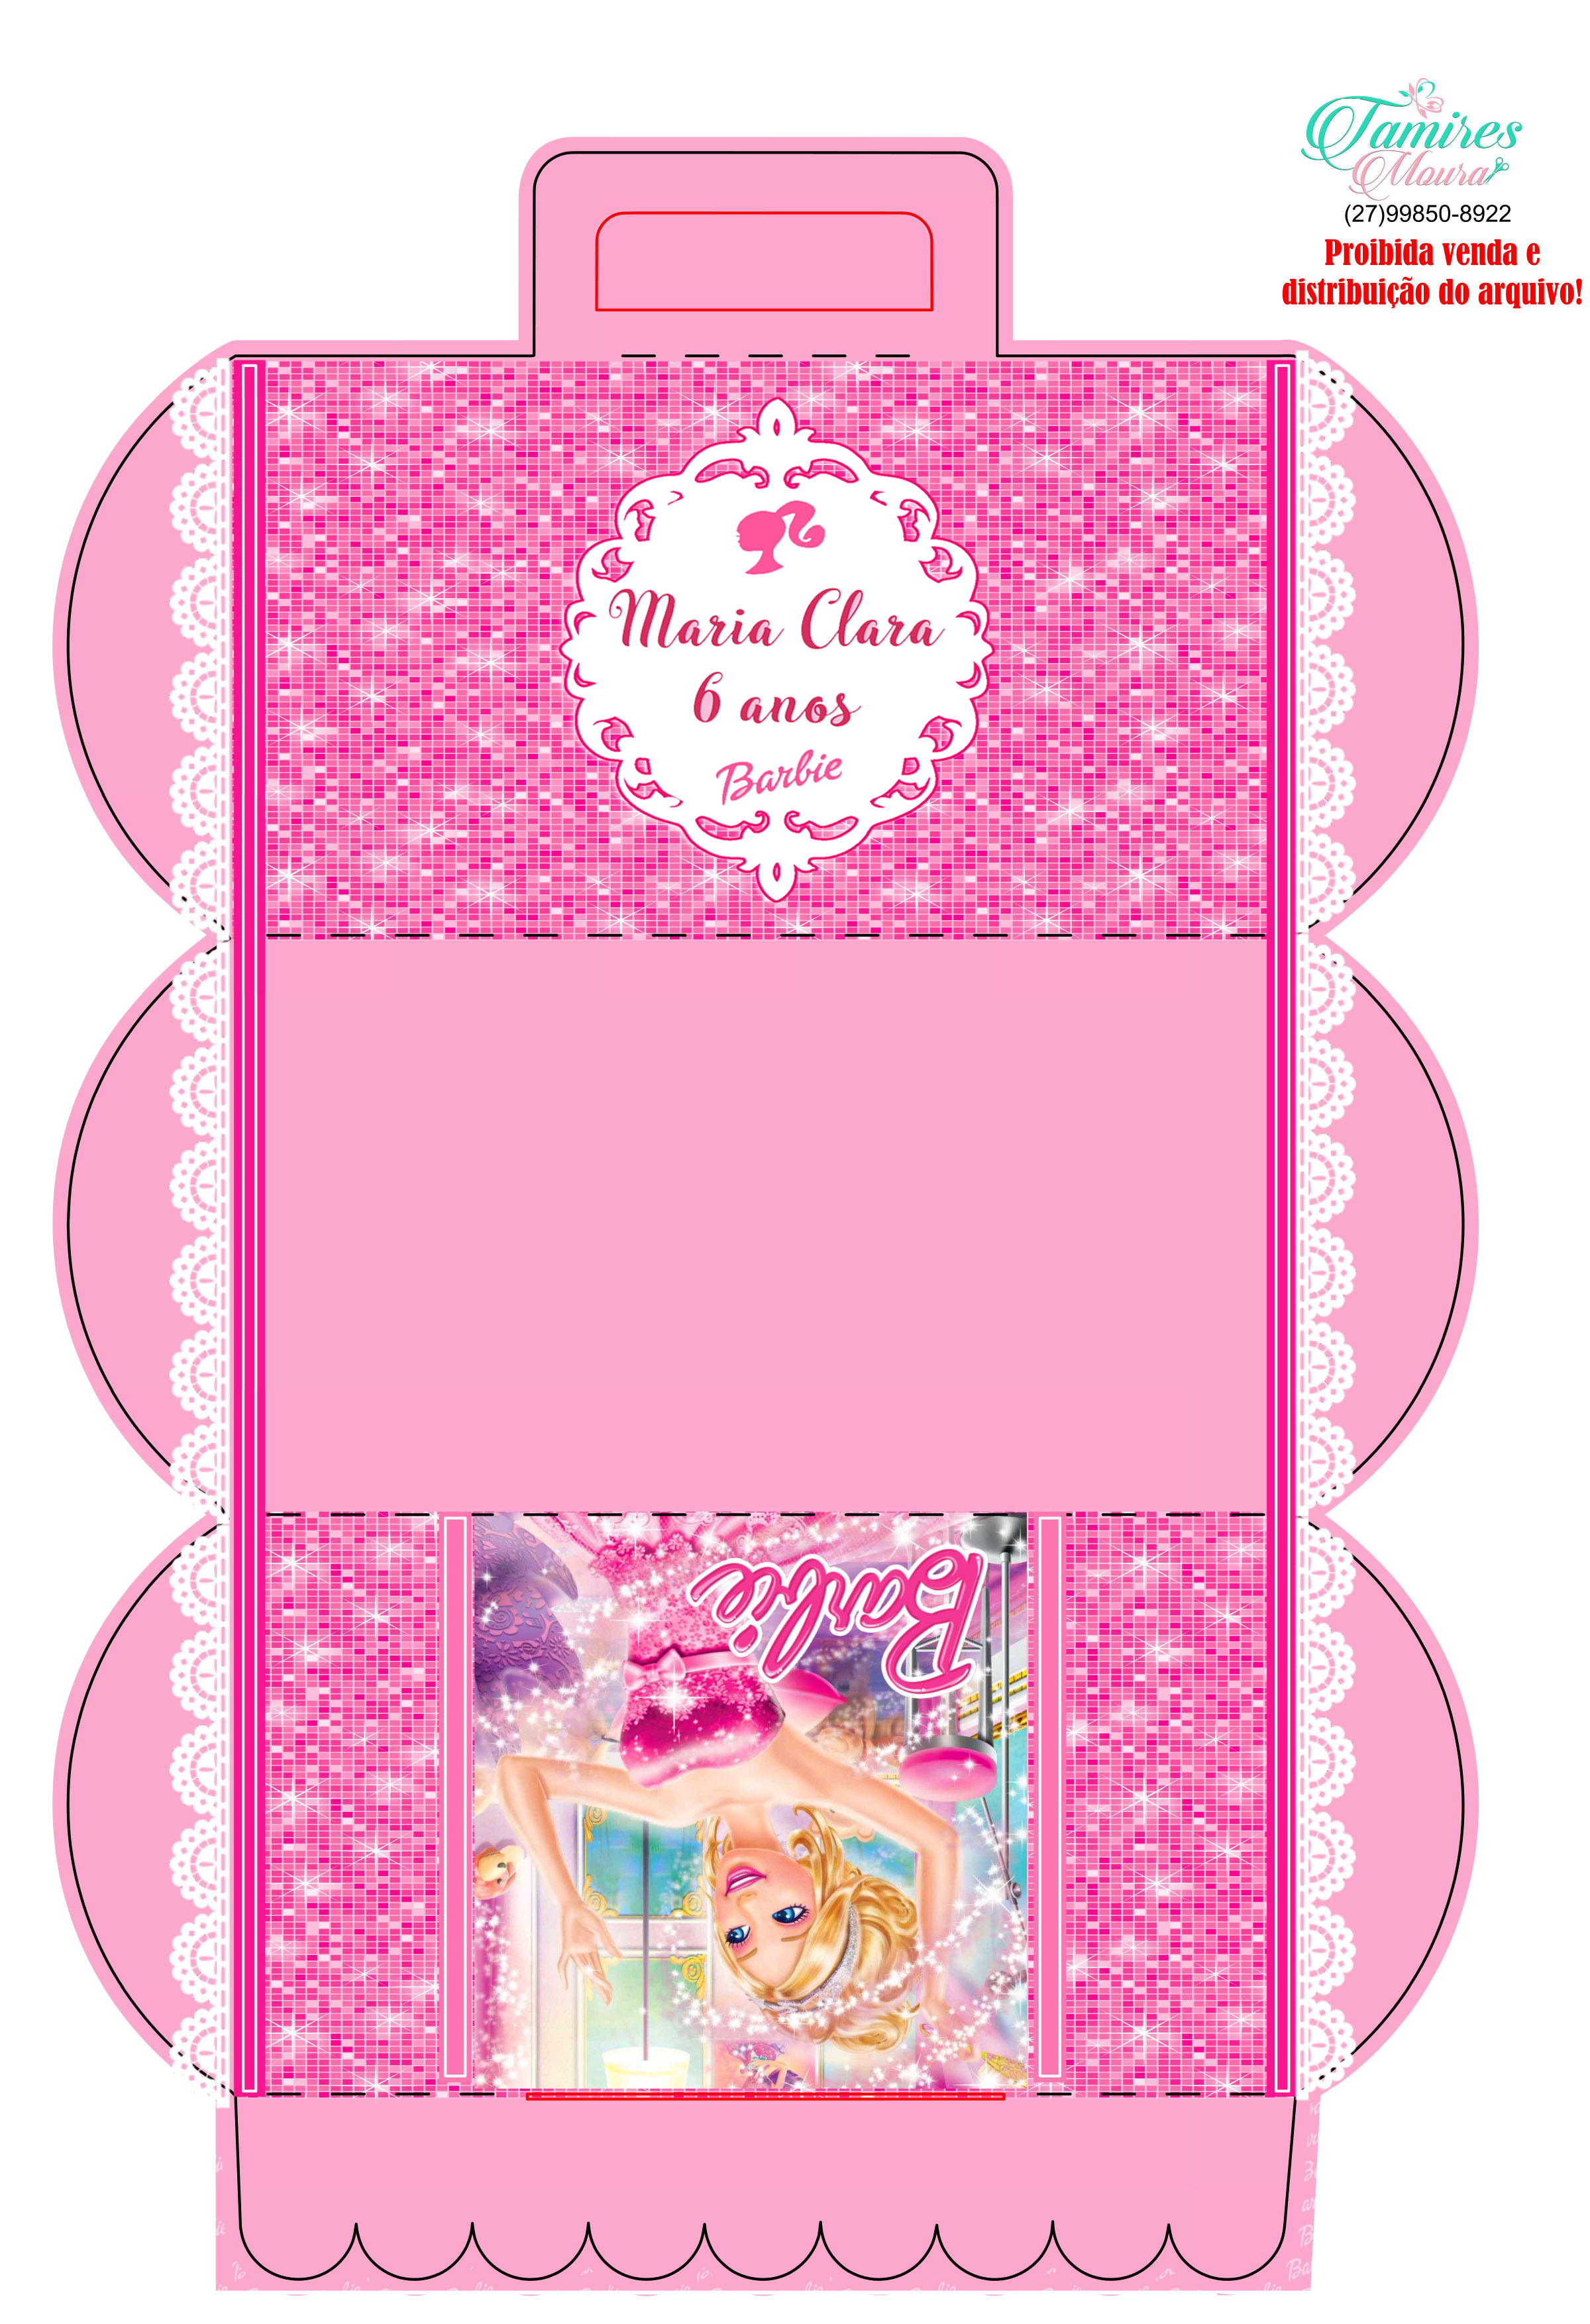 Tamires
Moura
(27)99850-8922
Proibida venda e
distribuição do arquivo!
Maria Clara
6 anos
Barbie
Barbie